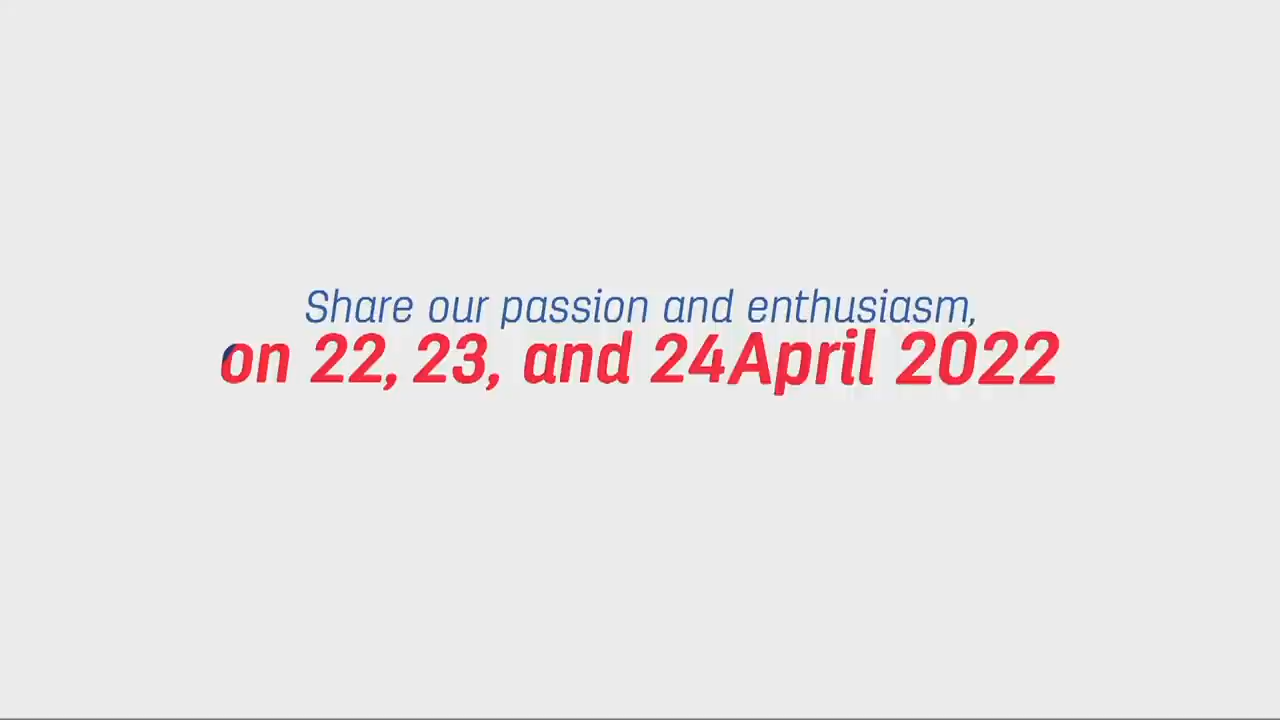 Share our passion and enthusiasm,
on 22, 23, and 24April 2022